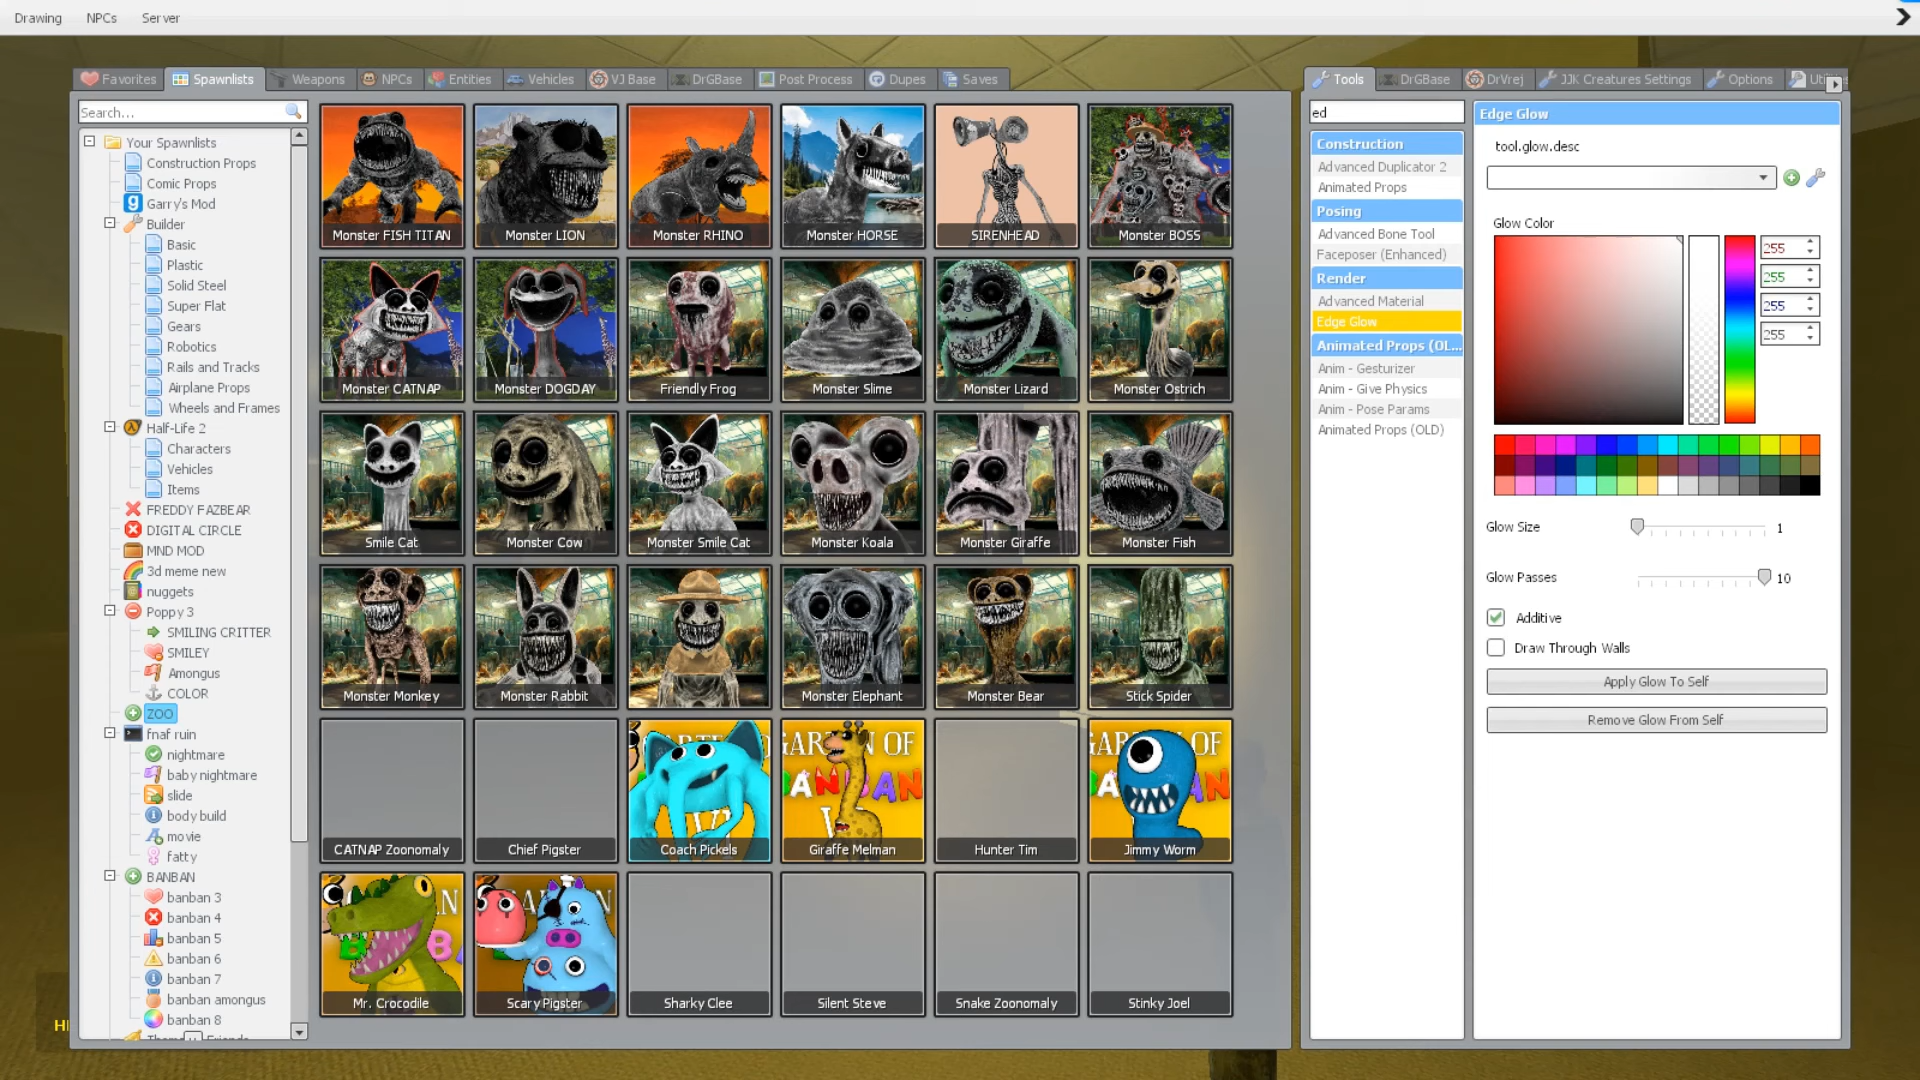 Drawing NPCs Server
Favorites Spawnlists Weapons NPCs Entities Vehicles VJ Base DrGBase Post Process Dupes Saves
Search...
Your Spawnlists
Construction Props
Comic Props
Garry's Mod
Builder
Basic
Plastic
Solid Steel
Super Flat
Gears
Robotics
Rails and Tracks
Airplane Props
Wheels and Frames
Half-Life 2
Characters
Vehicles
Items
FREDDY FAZBEAR
DIGITAL CIRCLE
MND MOD
3d meme new
nuggets
Poppy 3
SMILING CRITTER
SMILEY
Amongus
COLOR
ZOO
fnaf ruin
nightmare
baby nightmare
slide
body build
movie
fatty
BANBAN
banban 3
banban 4
banban 5
banban 6
banban 7
banban amongus
banban 8
Monster FISH TITAN Monster LION Monster RHINO Monster HORSE SIRENHEAD Monster BOSS
Monster CATNAP Monster DOGDAY Friendly Frog Monster Slime Monster Lizard Monster Ostrich
Smile Cat Monster Cow Monster Smile Cat Monster Koala Monster Giraffe Monster Fish
Monster Monkey Monster Rabbit Monster Elephant Monster Bear Stick Spider
CATNAP Zoonomaly Chief Pigster Coach Pickels Giraffe Melman Hunter Tim Jimmy Worm
Mr. Crocodile Scary Pigster Sharky Clee Silent Steve Snake Zoonomaly Stinky Joel
Tools DrGBase DrVrej JJK Creatures Settings Options Util
ed
Construction
Advanced Duplicator 2
Animated Props
Posing
Advanced Bone Tool
Faceposer (Enhanced)
Render
Advanced Material
Edge Glow
Animated Props (OL...
Anim - Gesturizer
Anim - Give Physics
Anim - Pose Params
Animated Props (OLD)
Edge Glow
tool.glow.desc
Glow Color
255
255
255
255
Glow Size 1
Glow Passes 10
Additive
Draw Through Walls
Apply Glow To Self
Remove Glow From Self